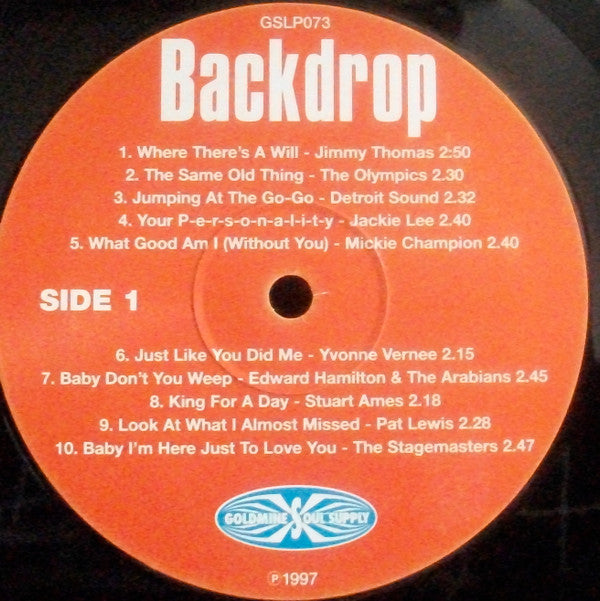 GSLP073
Backdrop
1. Where There's A Will - Jimmy Thomas 2:50
2. The Same Old Thing - The Olympics 2.30
3. Jumping At The Go-Go - Detroit Sound 2.32
4. Your P-e-r-s-o-n-a-l-i-t-y - Jackie Lee 2.40
5. What Good Am I (Without You) - Mickie Champion 2.40
SIDE 1
6. Just Like You Did Me - Yvonne Vernee 2.15
7. Baby Don't You Weep - Edward Hamilton & The Arabians 2.45
8. King For A Day - Stuart Ames 2.18
9. Look At What I Almost Missed - Pat Lewis 2.28
10. Baby I'm Here Just To Love You - The Stagemasters 2.47
GOLDMINE SOUL SUPPLY
℗ 1997